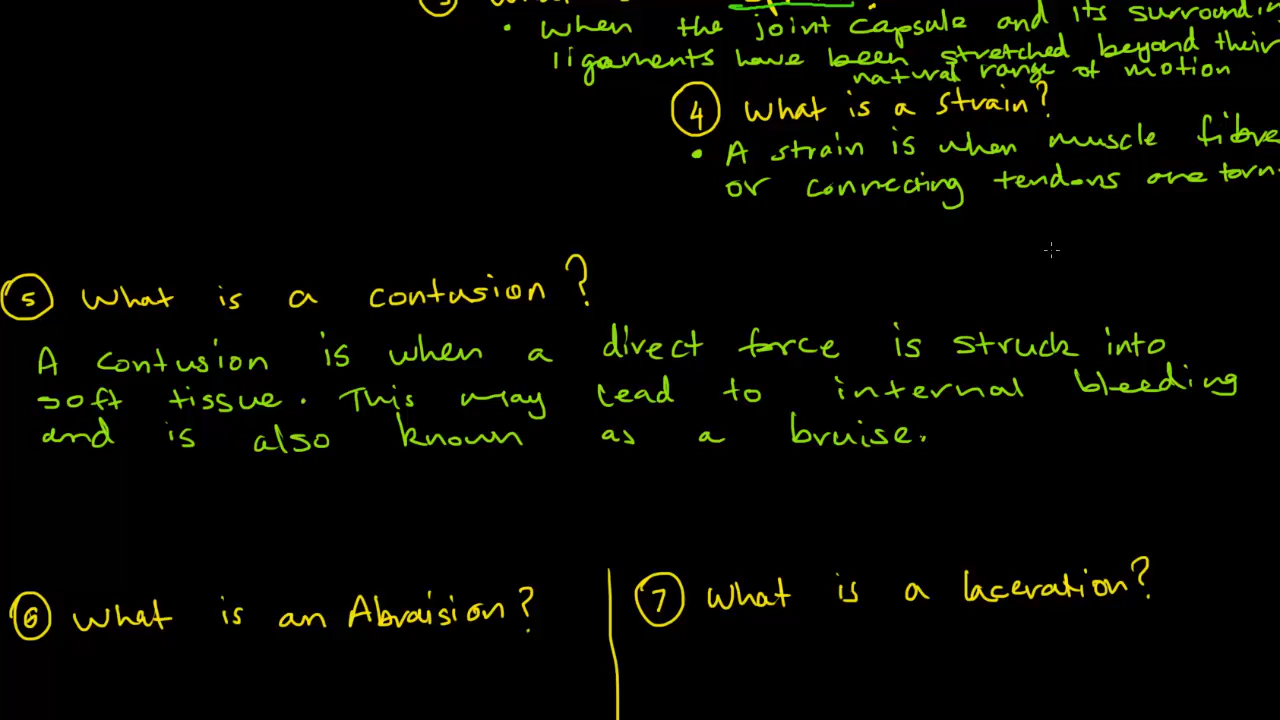 3
• When the joint capsule and its surroundin
ligaments have been stretched beyond their
natural range of motion
4 What is a strain?
• A strain is when muscle fibre
or connecting tendons are torn
5 What is a contusion?
A contusion is when a direct force is struck into
soft tissue. This may lead to internal bleeding
and is also known as a bruise.
6 What is an Abraision?
7 What is a laceration?